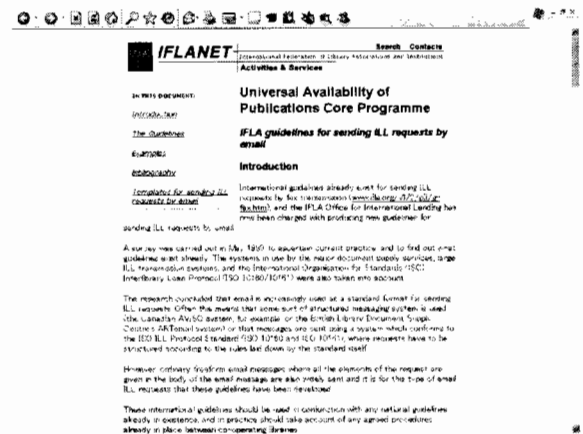 IFLANET
Search Contacts
International Federation of Library Associations and Institutions
Activities & Services
IN THIS DOCUMENT:
Introduction
The Guidelines
Examples
Bibliography
Templates for sending ILL
requests by email
Universal Availability of
Publications Core Programme
IFLA guidelines for sending ILL requests by
email
Introduction
International guidelines already exist for sending ILL
requests by fax transmission and the IFLA Office for International Lending has
now been charged with producing new guidelines for
sending ILL requests by email
A survey was carried out in May to ascertain current practice and to find out what
guidelines exist already. The systems in use by the major document supply services, large
ILL transmission systems, and the International Organisation for Standards (ISO)
Interlibrary Loan Protocol (ISO 10160/10161) were also taken into account
The research concluded that email is increasingly used as a standard format for sending
ILL requests. Often this means that some sort of structured messaging system is used
(the Canadian AVISO system, for example or the British Library Document Supply
Centre's ARTemail system) or that messages are sent using a system which conforms to
the ISO ILL Protocol Standard (ISO 10160 and ISO 10161), where requests have to be
structured according to the rules laid down by the standard itself
However ordinary freeform email messages where all the elements of the request are
given in the body of the email message are also widely sent and it is for this type of email
ILL requests that these guidelines have been developed
These international guidelines should be used in conjunction with any national guidelines
already in existence, and in practice should take account of any agreed procedures
already in place between co-operating libraries